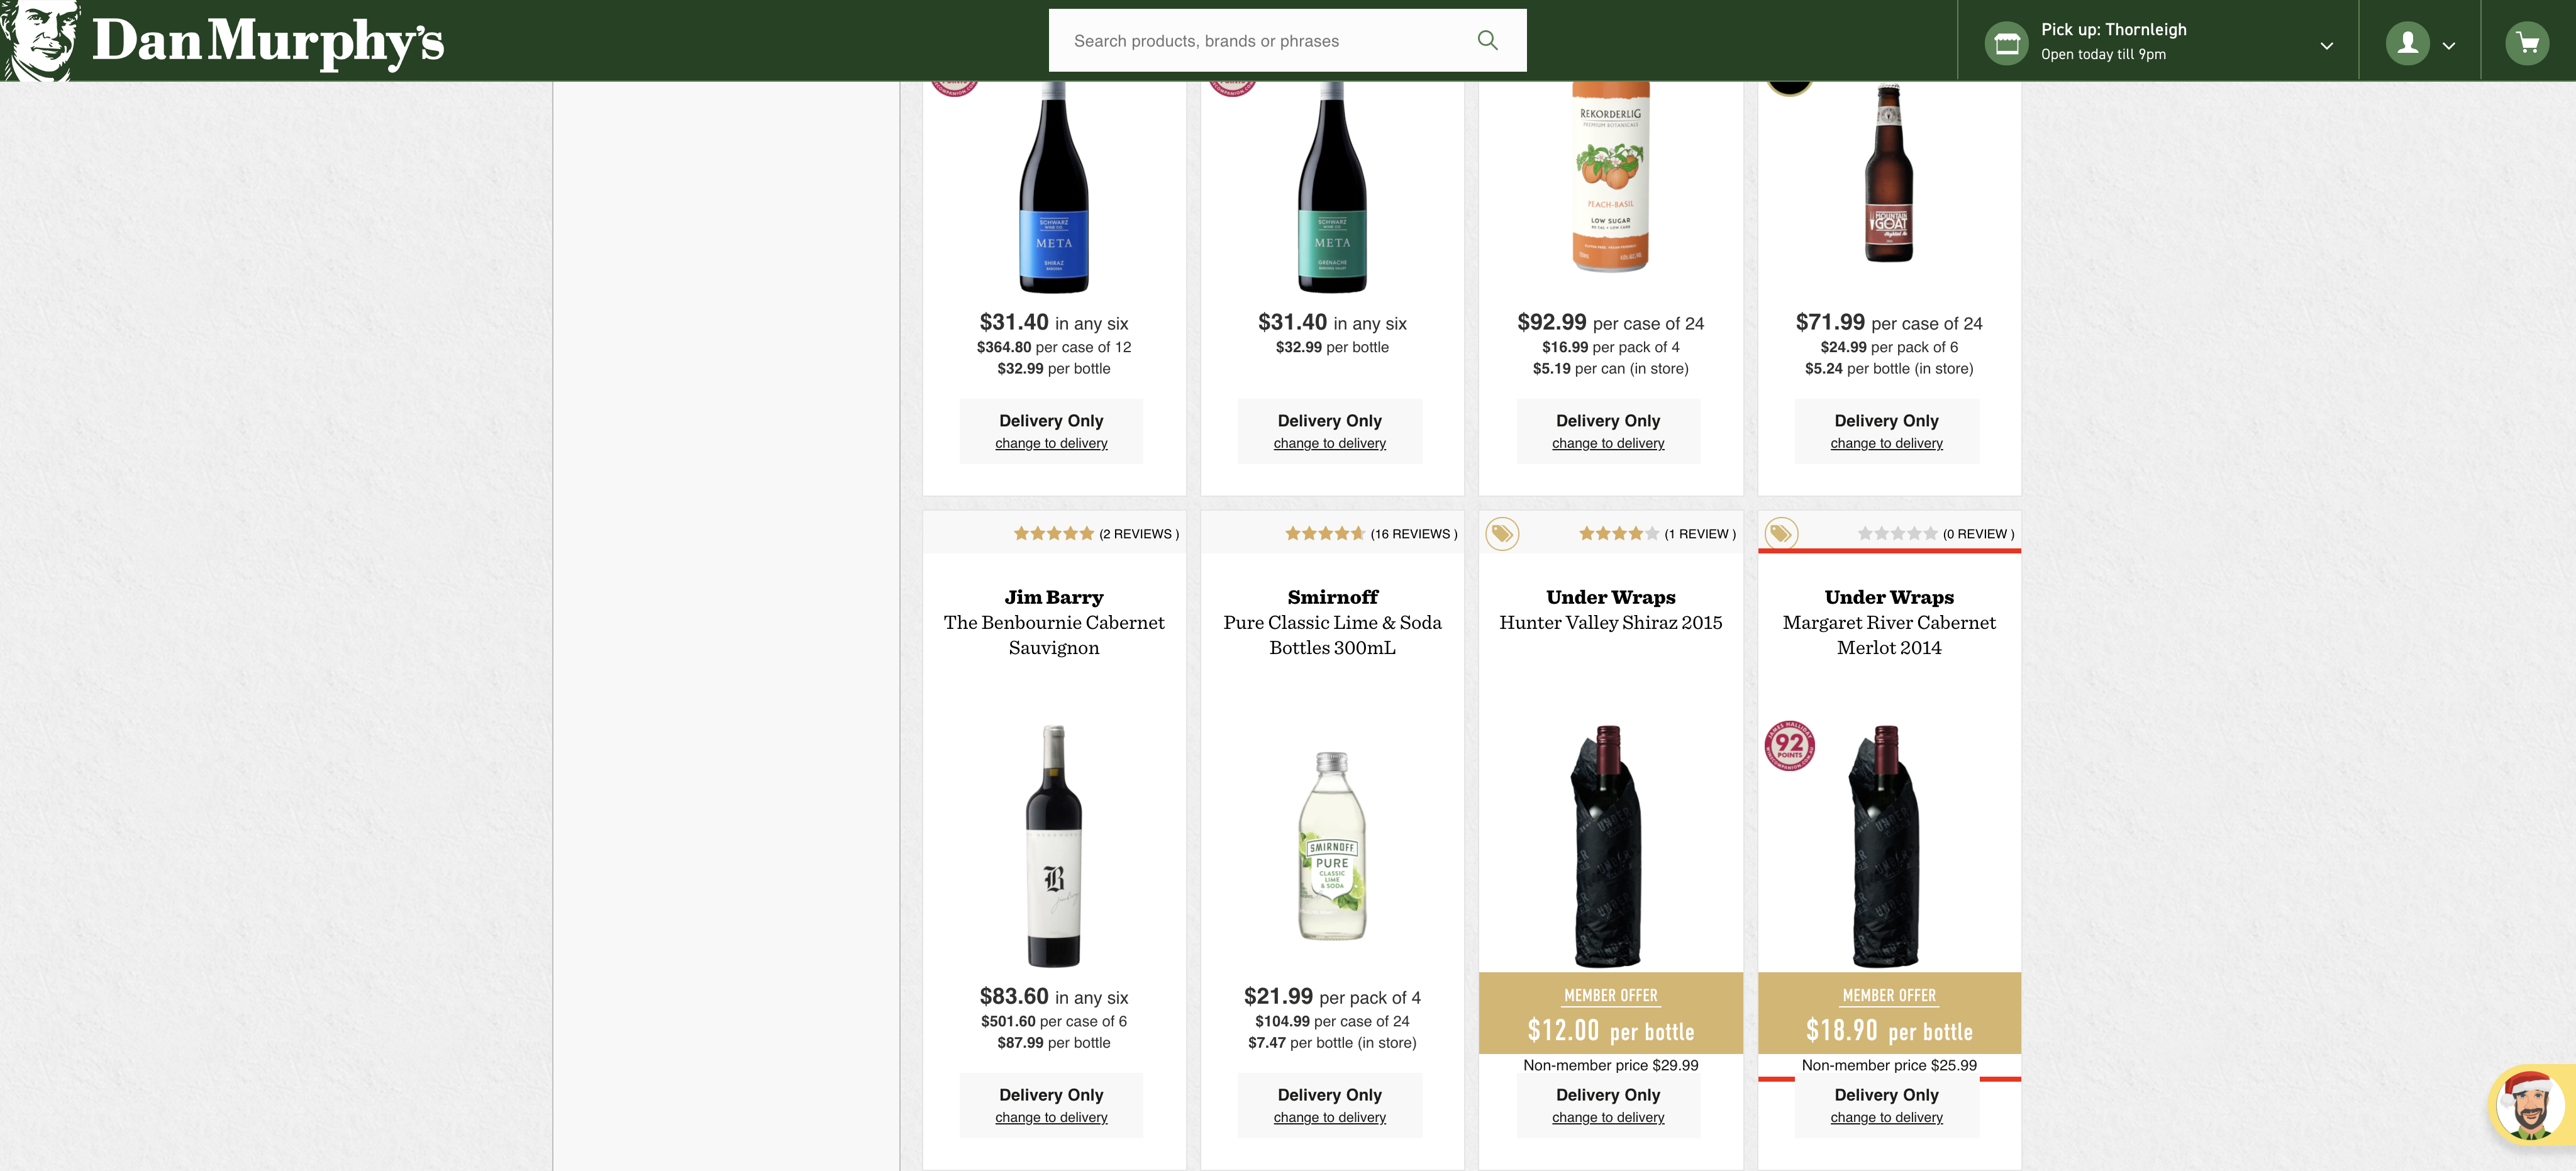 Dan Murphy's
Search products, brands or phrases
Pick up: Thornleigh
Open today till 9pm
SCHWARZ
WINE CO.
META
SHIRAZ
BAROSSA
$31.40 in any six
$364.80 per case of 12
$32.99 per bottle
Delivery Only
change to delivery
SCHWARZ
WINE CO.
META
GRENACHE
$31.40 in any six
$32.99 per bottle
Delivery Only
change to delivery
REKORDERLIG
PREMIUM BOTANICALS
PEACH-BASIL
LOW SUGAR
$92.99 per case of 24
$16.99 per pack of 4
$5.19 per can (in store)
Delivery Only
change to delivery
MOUNTAIN
GOAT
$71.99 per case of 24
$24.99 per pack of 6
$5.24 per bottle (in store)
Delivery Only
change to delivery
(2 REVIEWS )
Jim Barry
The Benbournie Cabernet
Sauvignon
B
$83.60 in any six
$501.60 per case of 6
$87.99 per bottle
Delivery Only
change to delivery
(16 REVIEWS )
Smirnoff
Pure Classic Lime & Soda
Bottles 300mL
SMIRNOFF
PURE
CLASSIC
LIME
& SODA
$21.99 per pack of 4
$104.99 per case of 24
$7.47 per bottle (in store)
Delivery Only
change to delivery
(1 REVIEW )
Under Wraps
Hunter Valley Shiraz 2015
MEMBER OFFER
$12.00 per bottle
Non-member price $29.99
Delivery Only
change to delivery
(0 REVIEW )
Under Wraps
Margaret River Cabernet
Merlot 2014
92
POINTS
MEMBER OFFER
$18.90 per bottle
Non-member price $25.99
Delivery Only
change to delivery